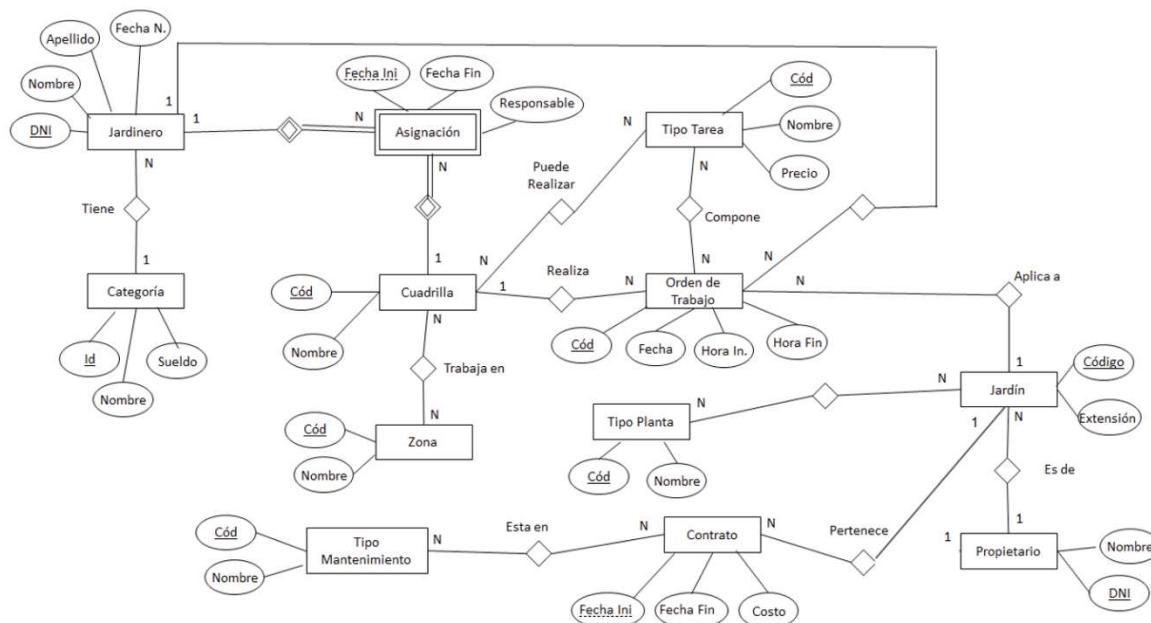 Fecha N.
Apellido
Nombre
DNI
Jardinero
1
1
N
Fecha Ini
Fecha Fin
Responsable
Asignación
N
N
Cód
Nombre
Precio
Tipo Tarea
N
Puede
Realizar
Compone
Tiene
1
Categoría
Id
Nombre
Sueldo
1
Cód
Nombre
Cuadrilla
N
1
N
Realiza
N
N
Orden de
Trabajo
N
N
Cód
Fecha
Hora In.
Hora Fin
Aplica a
1
Trabaja en
N
Cód
Nombre
Zona
Jardín
Código
Extensión
N
1
N
N
Tipo Planta
Cód
Nombre
Es de
1
1
Propietario
Nombre
DNI
Pertenece
N
Contrato
Fecha Ini
Fecha Fin
Costo
N
Esta en
N
Tipo
Mantenimiento
Cód
Nombre